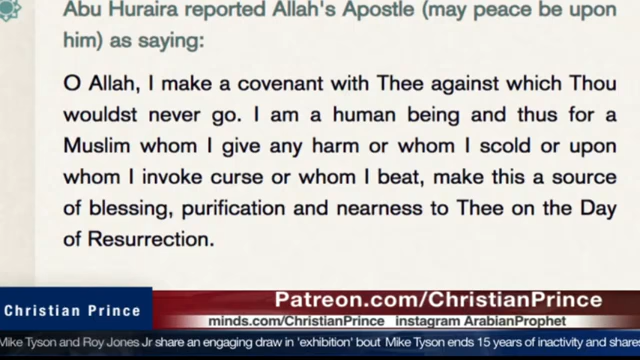 Abu Huraira reported Allah's Apostle (may peace be upon
him) as saying:
O Allah, I make a covenant with Thee against which Thou
wouldst never go. I am a human being and thus for a
Muslim whom I give any harm or whom I scold or upon
whom I invoke curse or whom I beat, make this a source
of blessing, purification and nearness to Thee on the Day
of Resurrection.
Christian Prince
Patreon.com/ChristianPrince
minds.com/ChristianPrince instagram ArabianProphet
Mike Tyson and Roy Jones Jr share an engaging draw in 'exhibition' bout Mike Tyson ends 15 years of inactivity and share